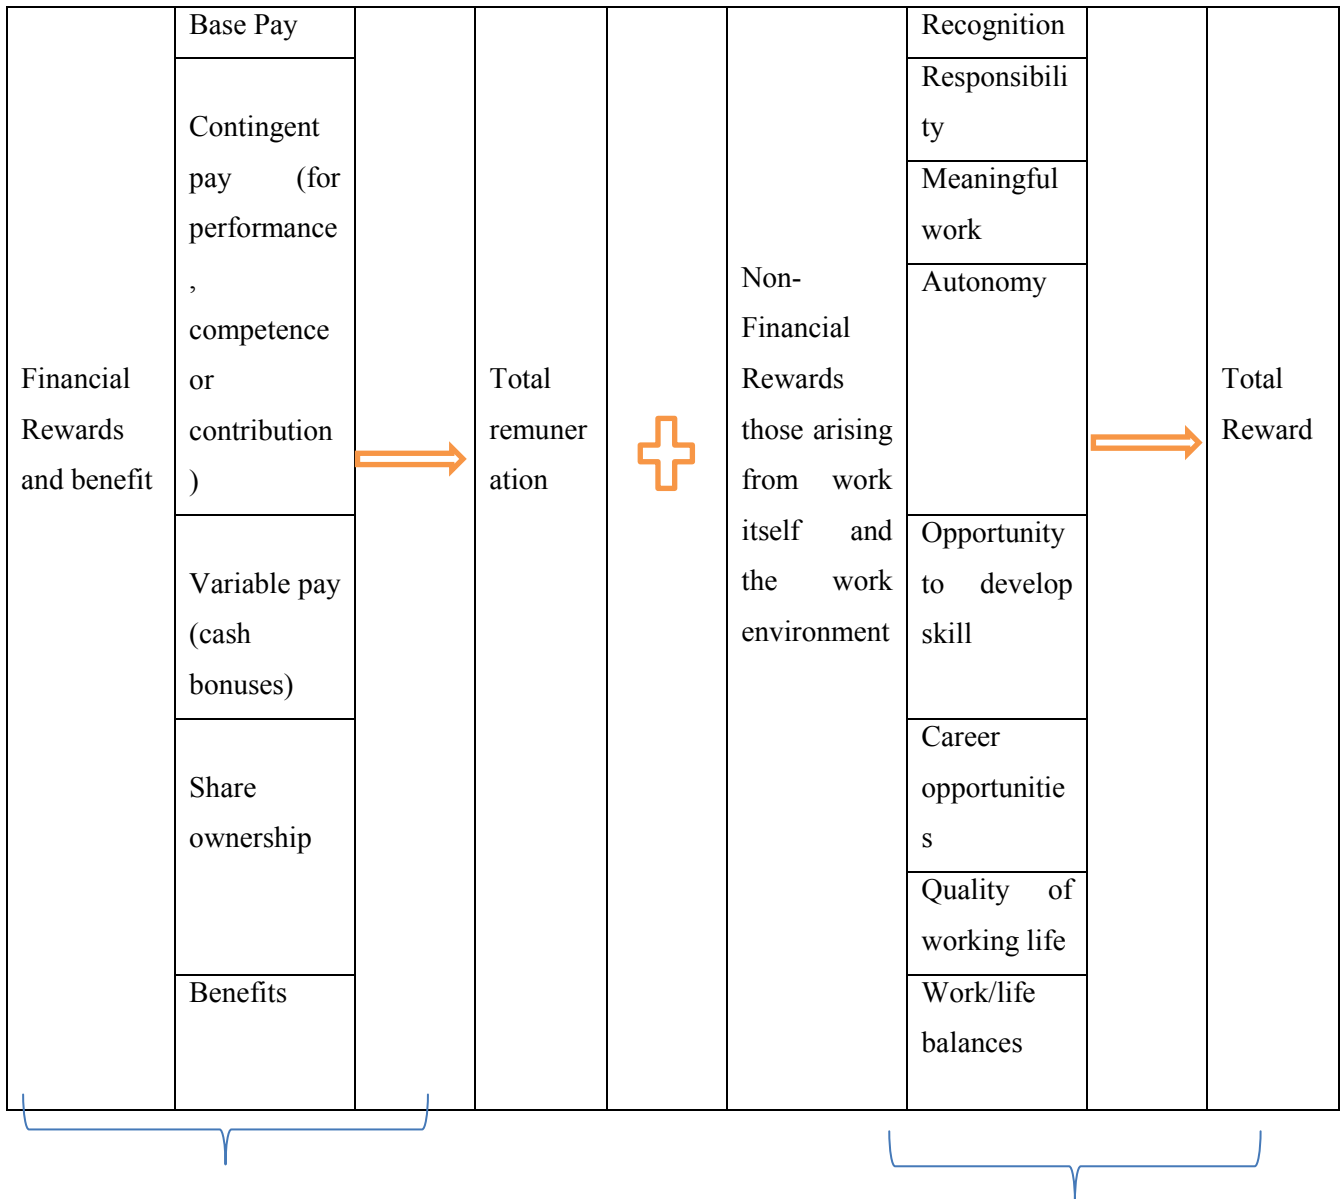 Financial
Rewards
and benefit
Base Pay
Contingent
pay (for
performance
,
competence
or
contribution
)
Variable pay
(cash
bonuses)
Share
ownership
Benefits
Total
remuner
ation
Non-
Financial
Rewards
those arising
from work
itself and
the work
environment
Recognition
Responsibili
ty
Meaningful
work
Autonomy
Opportunity
to develop
skill
Career
opportunitie
s
Quality of
working life
Work/life
balances
Total
Reward